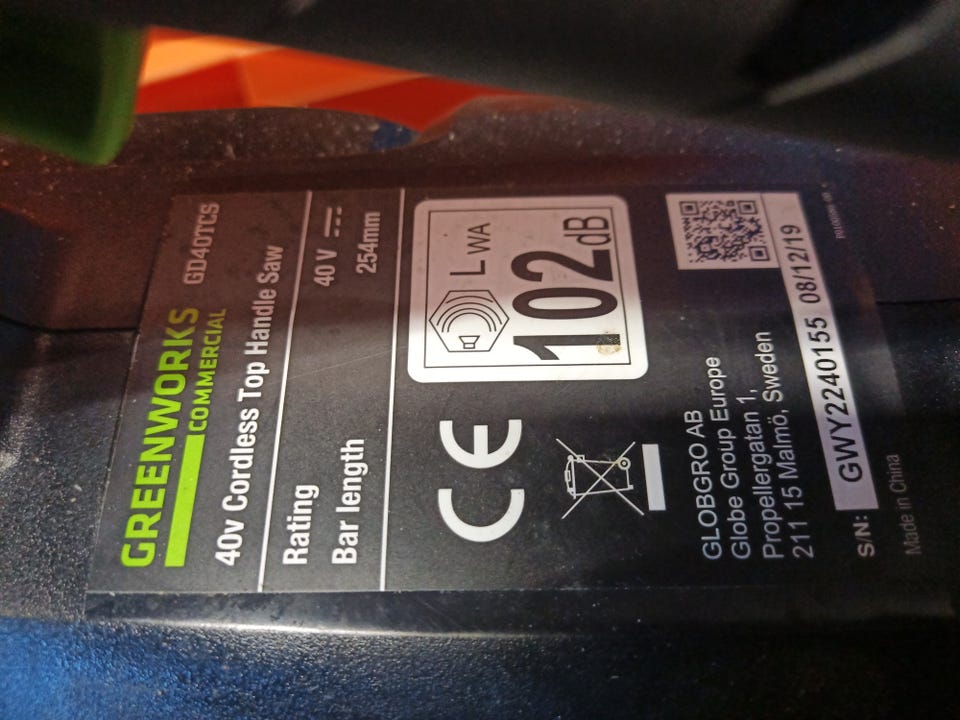 GREENWORKS
COMMERCIAL GD40TCS
40v Cordless Top Handle Saw
Rating 40 V
Bar length 254mm
CE
LWA
102dB
GLOBGRO AB
Globe Group Europe
Propellergatan 1,
211 15 Malmö, Sweden
S/N: GWY2240155 08/12/19
Made in China